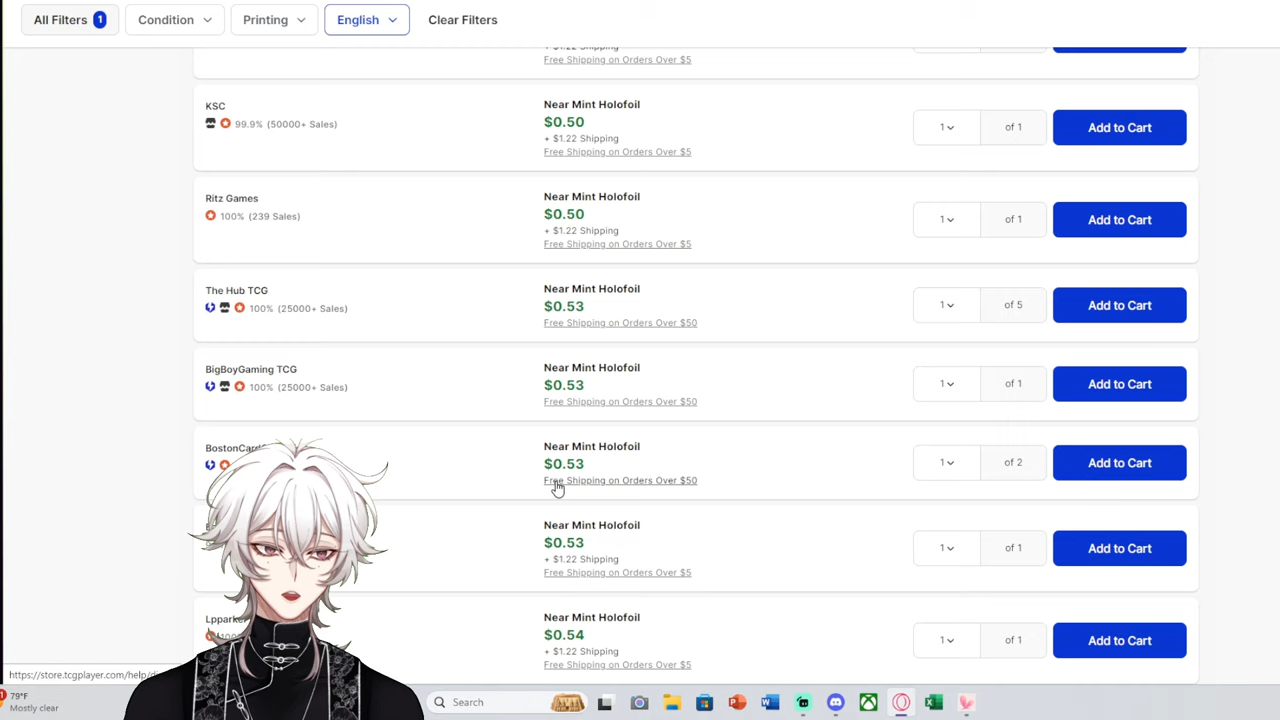 All Filters 1 Condition Printing English Clear Filters
+ $1.22 Shipping
Free Shipping on Orders Over $5
KSC
99.9% (50000+ Sales)
Near Mint Holofoil
$0.50
+ $1.22 Shipping
Free Shipping on Orders Over $5
1 of 1 Add to Cart
Ritz Games
100% (239 Sales)
Near Mint Holofoil
$0.50
+ $1.22 Shipping
Free Shipping on Orders Over $5
1 of 1 Add to Cart
The Hub TCG
100% (25000+ Sales)
Near Mint Holofoil
$0.53
Free Shipping on Orders Over $50
1 of 5 Add to Cart
BigBoyGaming TCG
100% (25000+ Sales)
Near Mint Holofoil
$0.53
Free Shipping on Orders Over $50
1 of 1 Add to Cart
Near Mint Holofoil
$0.53
Free Shipping on Orders Over $50
1 of 2 Add to Cart
Near Mint Holofoil
$0.53
+ $1.22 Shipping
Free Shipping on Orders Over $5
1 of 1 Add to Cart
Near Mint Holofoil
$0.54
+ $1.22 Shipping
Free Shipping on Orders Over $5
1 of 1 Add to Cart
79°F
Mostly clear
Search